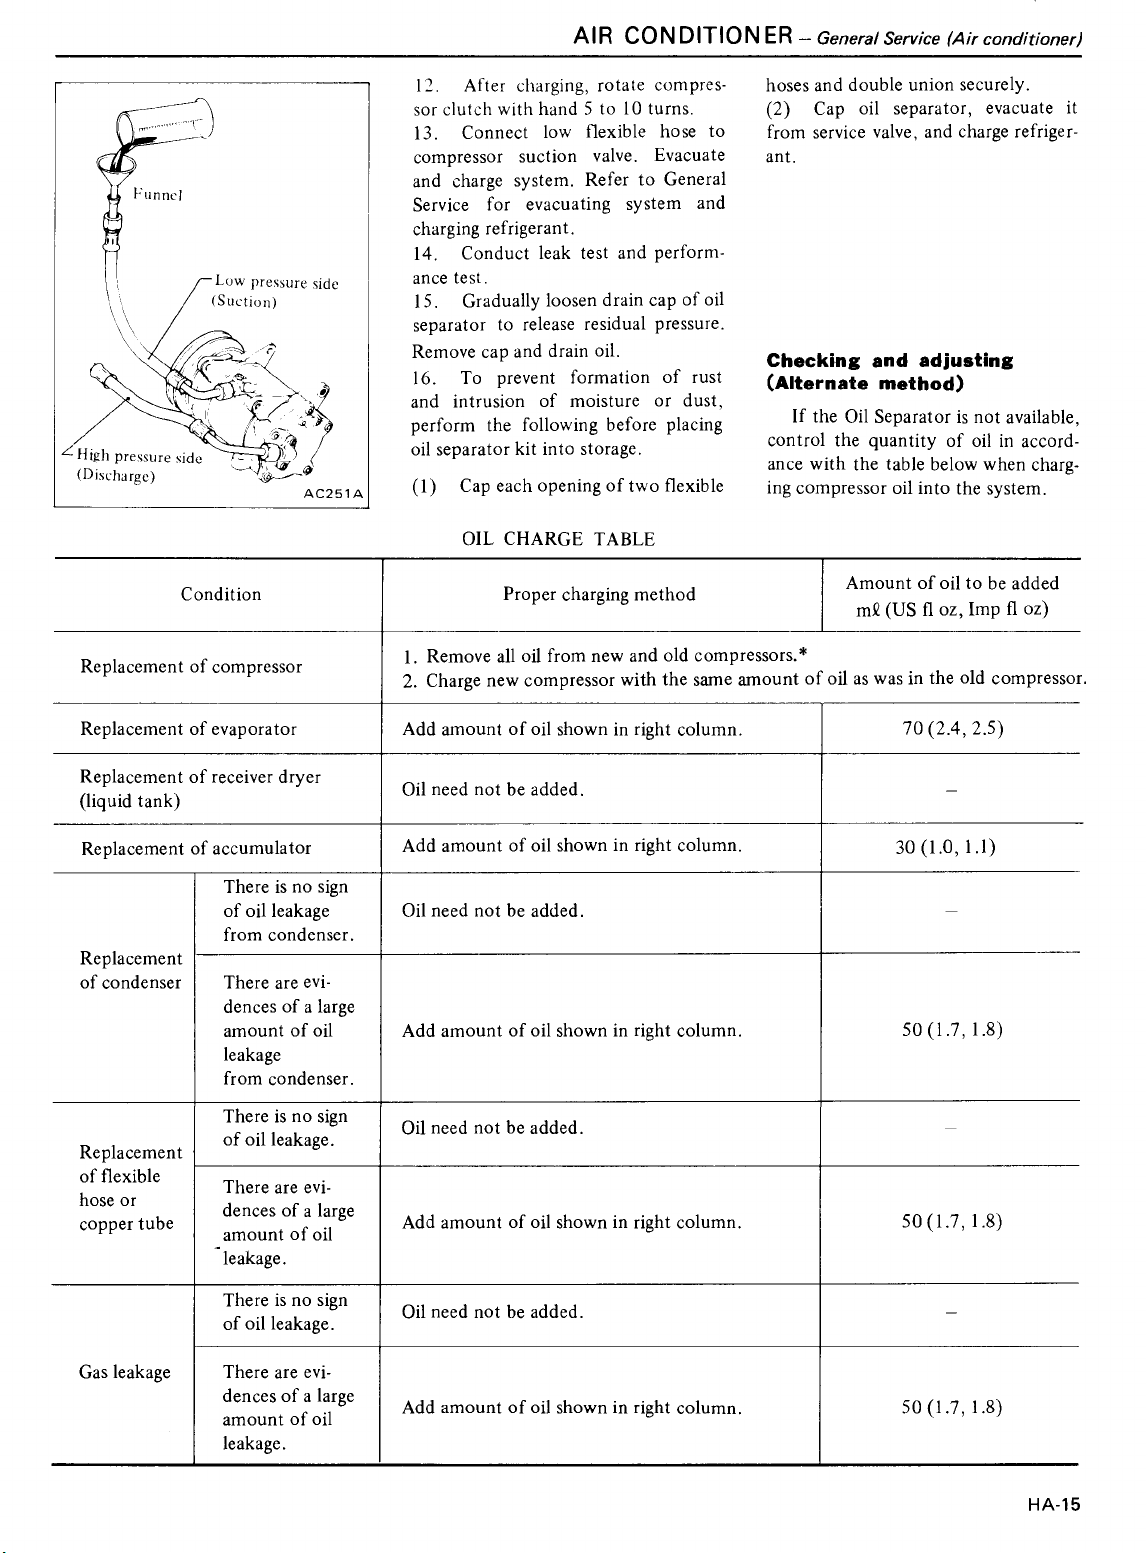 AIR CONDITIONER – General Service (Air conditioner)
Funnel
Low pressure side
(Suction)
High pressure side
(Discharge)
AC251A
12. After charging, rotate compres-
sor clutch with hand 5 to 10 turns.
13. Connect low flexible hose to
compressor suction valve. Evacuate
and charge system. Refer to General
Service for evacuating system and
charging refrigerant.
14. Conduct leak test and perform-
ance test.
15. Gradually loosen drain cap of oil
separator to release residual pressure.
Remove cap and drain oil.
16. To prevent formation of rust
and intrusion of moisture or dust,
perform the following before placing
oil separator kit into storage.
(1) Cap each opening of two flexible
hoses and double union securely.
(2) Cap oil separator, evacuate it
from service valve, and charge refriger-
ant.
Checking and adjusting
(Alternate method)
If the Oil Separator is not available,
control the quantity of oil in accord-
ance with the table below when charg-
ing compressor oil into the system.
OIL CHARGE TABLE
Condition
Proper charging method
Amount of oil to be added
mℓ (US fl oz, Imp fl oz)
Replacement of compressor
1. Remove all oil from new and old compressors.*
2. Charge new compressor with the same amount of oil as was in the old compressor.
Replacement of evaporator
Add amount of oil shown in right column.
70 (2.4, 2.5)
Replacement of receiver dryer
(liquid tank)
Oil need not be added.
–
Replacement of accumulator
Add amount of oil shown in right column.
30 (1.0, 1.1)
Replacement
of condenser
There is no sign
of oil leakage
from condenser.
Oil need not be added.
–
There are evi-
dences of a large
amount of oil
leakage
from condenser.
Add amount of oil shown in right column.
50 (1.7, 1.8)
Replacement
of flexible
hose or
copper tube
There is no sign
of oil leakage.
Oil need not be added.
–
There are evi-
dences of a large
amount of oil
leakage.
Add amount of oil shown in right column.
50 (1.7, 1.8)
Gas leakage
There is no sign
of oil leakage.
Oil need not be added.
–
There are evi-
dences of a large
amount of oil
leakage.
Add amount of oil shown in right column.
50 (1.7, 1.8)
HA-15